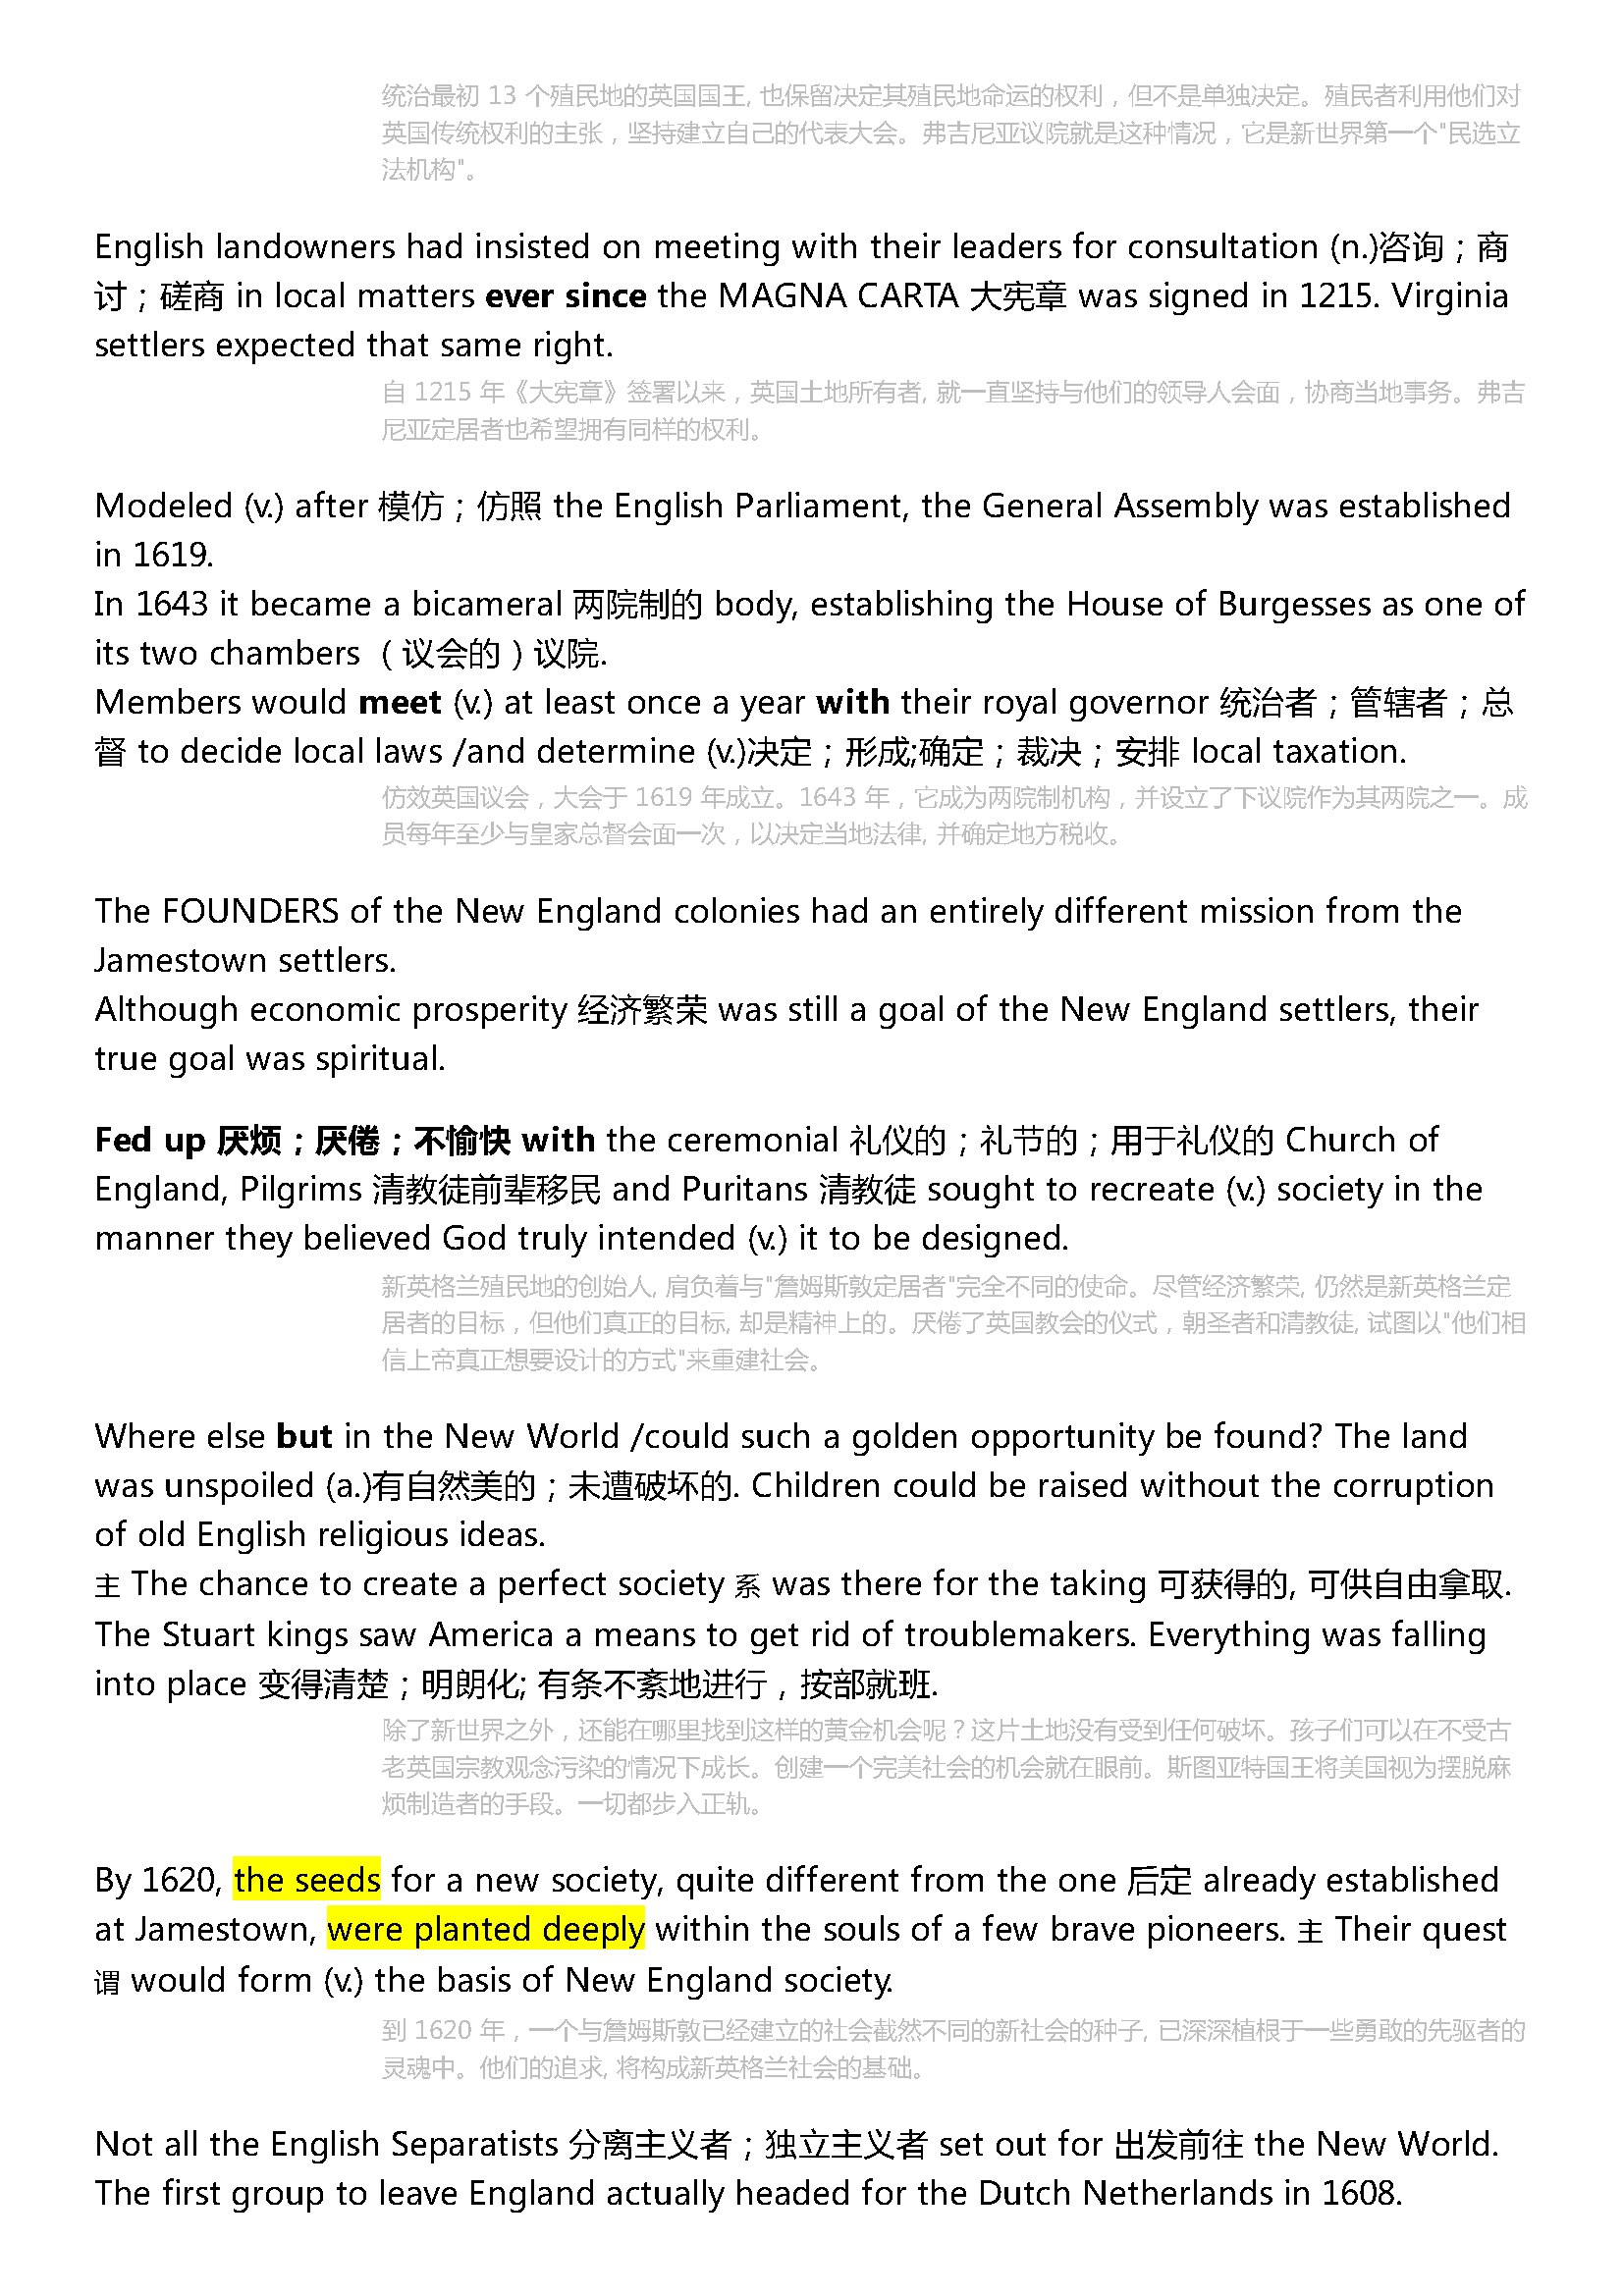 统治最初 13 个殖民地的英国国王, 也保留决定其殖民地命运的权利，但不是单独决定。殖民者利用他们对
英国传统权利的主张，坚持建立自己的代表大会。弗吉尼亚议院就是这种情况，它是新世界第一个"民选立
法机构"。
English landowners had insisted on meeting with their leaders for consultation (n.)咨询；商
讨；磋商 in local matters ever since the MAGNA CARTA 大宪章 was signed in 1215. Virginia
settlers expected that same right.
自 1215 年《大宪章》签署以来，英国土地所有者, 就一直坚持与他们的领导人会面，协商当地事务。弗吉
尼亚定居者也希望拥有同样的权利。
Modeled (v.) after 模仿；仿照 the English Parliament, the General Assembly was established
in 1619.
In 1643 it became a bicameral 两院制的 body, establishing the House of Burgesses as one of
its two chambers （议会的）议院.
Members would meet (v.) at least once a year with their royal governor 统治者；管辖者；总
督 to decide local laws /and determine (v.)决定；形成;确定；裁决；安排 local taxation.
仿效英国议会，大会于 1619 年成立。1643 年，它成为两院制机构，并设立了下议院作为其两院之一。成
员每年至少与皇家总督会面一次，以决定当地法律, 并确定地方税收。
The FOUNDERS of the New England colonies had an entirely different mission from the
Jamestown settlers.
Although economic prosperity 经济繁荣 was still a goal of the New England settlers, their
true goal was spiritual.
Fed up 厌烦；厌倦；不愉快 with the ceremonial 礼仪的；礼节的；用于礼仪的 Church of
England, Pilgrims 清教徒前辈移民 and Puritans 清教徒 sought to recreate (v.) society in the
manner they believed God truly intended (v.) it to be designed.
新英格兰殖民地的创始人, 肩负着与"詹姆斯敦定居者"完全不同的使命。尽管经济繁荣, 仍然是新英格兰定
居者的目标，但他们真正的目标, 却是精神上的。厌倦了英国教会的仪式，朝圣者和清教徒, 试图以"他们相
信上帝真正想要设计的方式"来重建社会。
Where else but in the New World /could such a golden opportunity be found? The land
was unspoiled (a.)有自然美的；未遭破坏的. Children could be raised without the corruption
of old English religious ideas.
主 The chance to create a perfect society 系 was there for the taking 可获得的, 可供自由拿取.
The Stuart kings saw America a means to get rid of troublemakers. Everything was falling
into place 变得清楚；明朗化; 有条不紊地进行，按部就班.
除了新世界之外，还能在哪里找到这样的黄金机会呢？这片土地没有受到任何破坏。孩子们可以在不受古
老英国宗教观念污染的情况下成长。创建一个完美社会的机会就在眼前。斯图亚特国王将美国视为摆脱麻
烦制造者的手段。一切都步入正轨。
By 1620, the seeds for a new society, quite different from the one 后定 already established
at Jamestown, were planted deeply within the souls of a few brave pioneers. 主 Their quest
谓 would form (v.) the basis of New England society.
到 1620 年，一个与詹姆斯敦已经建立的社会截然不同的新社会的种子, 已深深植根于一些勇敢的先驱者的
灵魂中。他们的追求, 将构成新英格兰社会的基础。
Not all the English Separatists 分离主义者；独立主义者 set out for 出发前往 the New World.
The first group to leave England actually headed for the Dutch Netherlands in 1608.